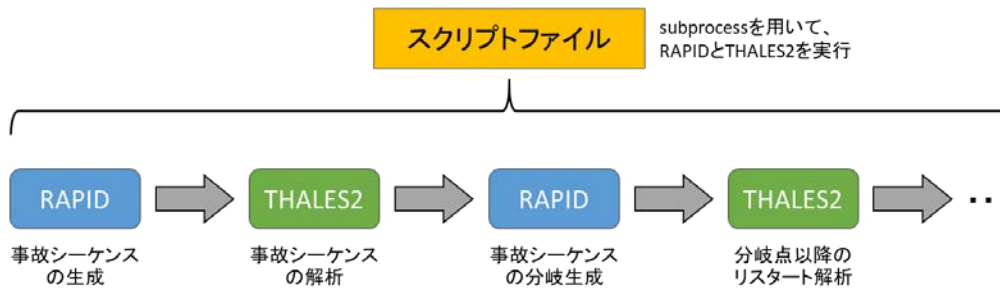 スクリプトファイル
subprocessを用いて、
RAPIDとTHALES2を実行
RAPID
THALES2
RAPID
THALES2
・・
事故シーケンス
の生成
事故シーケンス
の解析
事故シーケンス
の分岐生成
分岐点以降の
リスタート解析